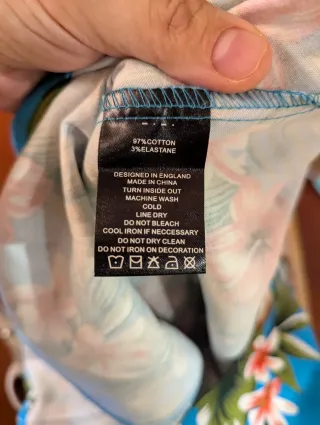 97%COTTON
3%ELASTANE
DESIGNED IN ENGLAND
MADE IN CHINA
TURN INSIDE OUT
MACHINE WASH
COLD
LINE DRY
DO NOT BLEACH
COOL IRON IF NECCESSARY
DO NOT DRY CLEAN
DO NOT IRON ON DECORATION